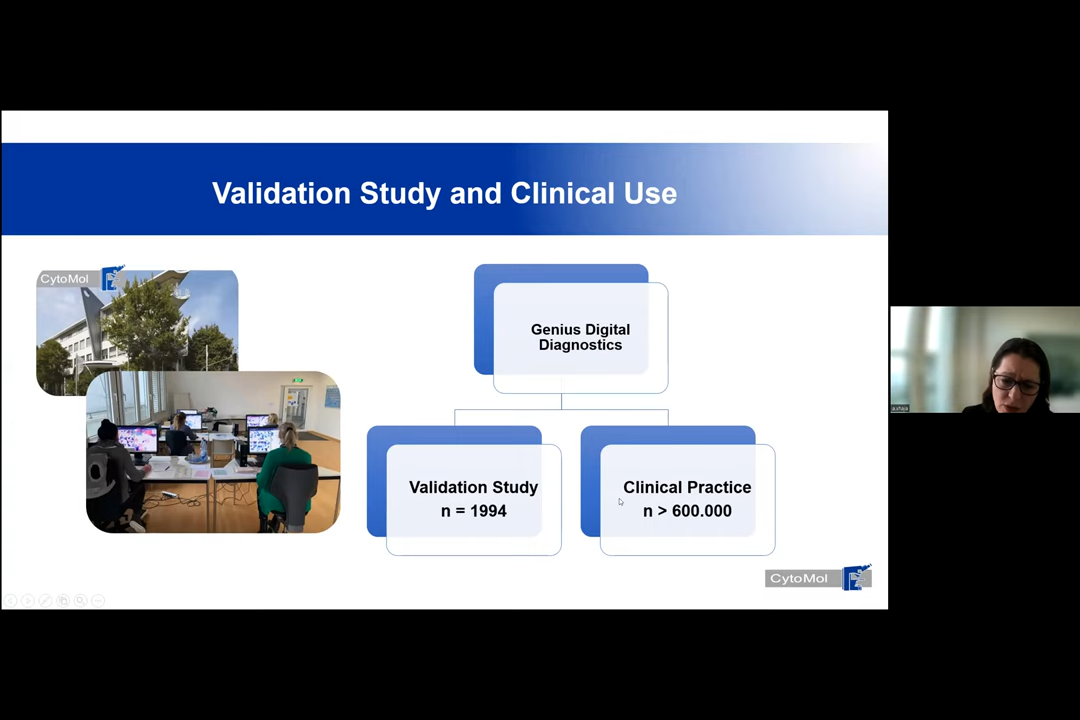 Validation Study and Clinical Use
CytoMol
Genius Digital
Diagnostics
Validation Study
n = 1994
Clinical Practice
n > 600.000
CytoMol